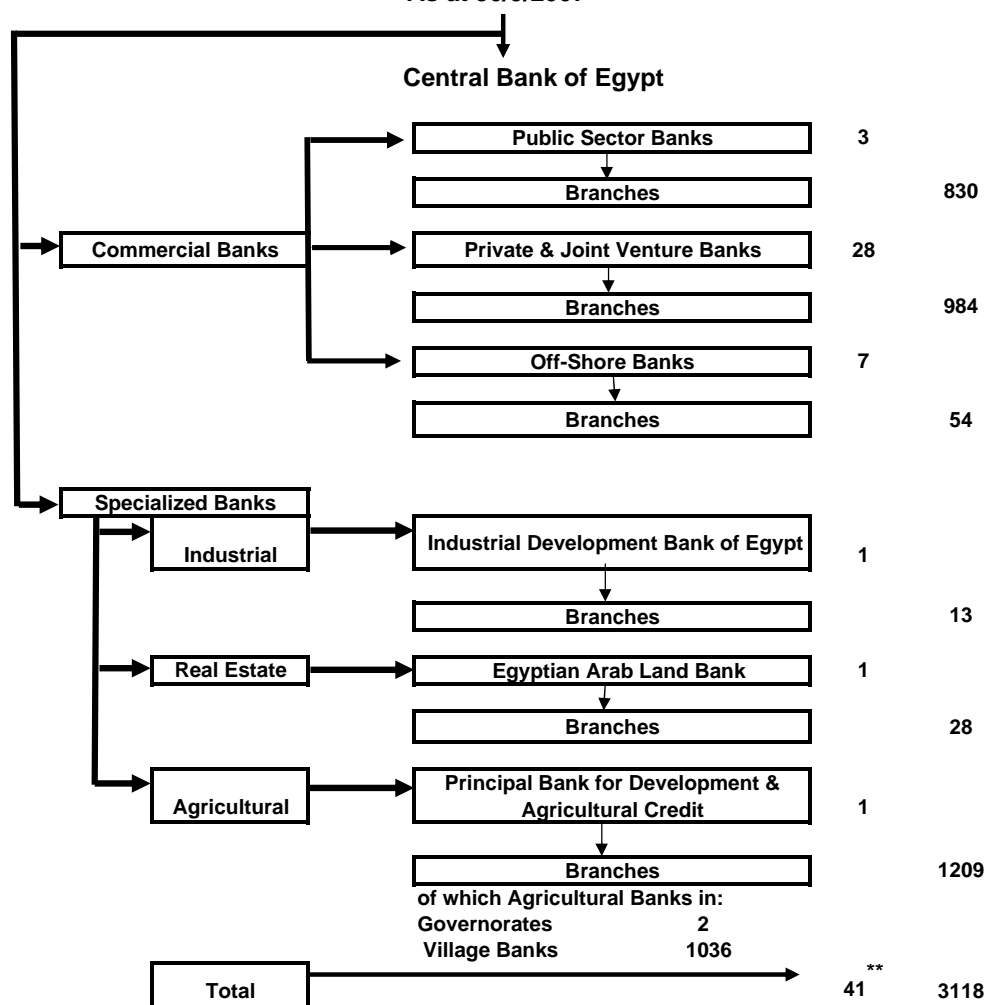 Central Bank of Egypt
Public Sector Banks 3
Branches 830
Commercial Banks Private & Joint Venture Banks 28
Branches 984
Off-Shore Banks 7
Branches 54
Specialized Banks
Industrial Industrial Development Bank of Egypt 1
Branches 13
Real Estate Egyptian Arab Land Bank 1
Branches 28
Agricultural Principal Bank for Development &
Agricultural Credit 1
Branches 1209
of which Agricultural Banks in:
Governorates 2
Village Banks 1036
Total 41 ** 3118